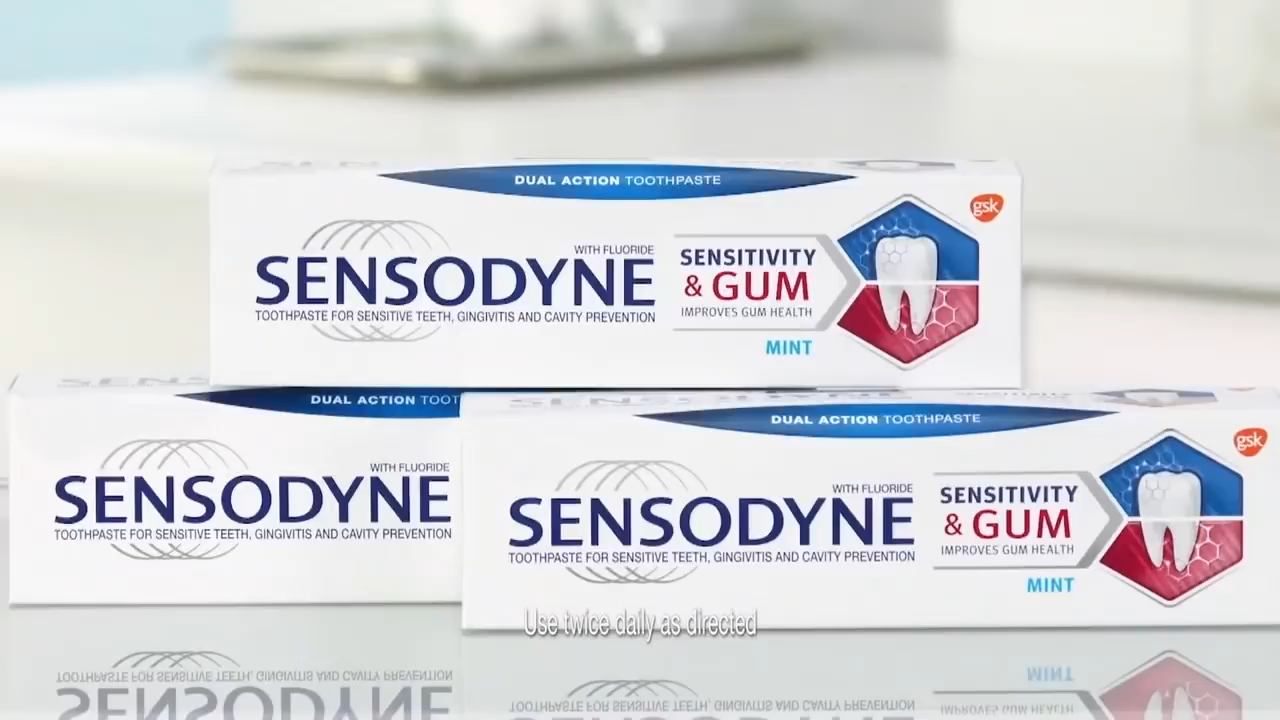 DUAL ACTION TOOTHPASTE
gsk
WITH FLUORIDE
SENSODYNE
TOOTHPASTE FOR SENSITIVE TEETH, GINGIVITIS AND CAVITY PREVENTION
SENSITIVITY
& GUM
IMPROVES GUM HEALTH
MINT
DUAL ACTION TOOT
WITH FLUORIDE
SENSODYNE
TOOTHPASTE FOR SENSITIVE TEETH, GINGIVITIS AND CAVITY PREVENTION
DUAL ACTION TOOTHPASTE
gsk
WITH FLUORIDE
SENSODYNE
TOOTHPASTE FOR SENSITIVE TEETH, GINGIVITIS AND CAVITY PREVENTION
SENSITIVITY
& GUM
IMPROVES GUM HEALTH
MINT
Use twice daily as directed